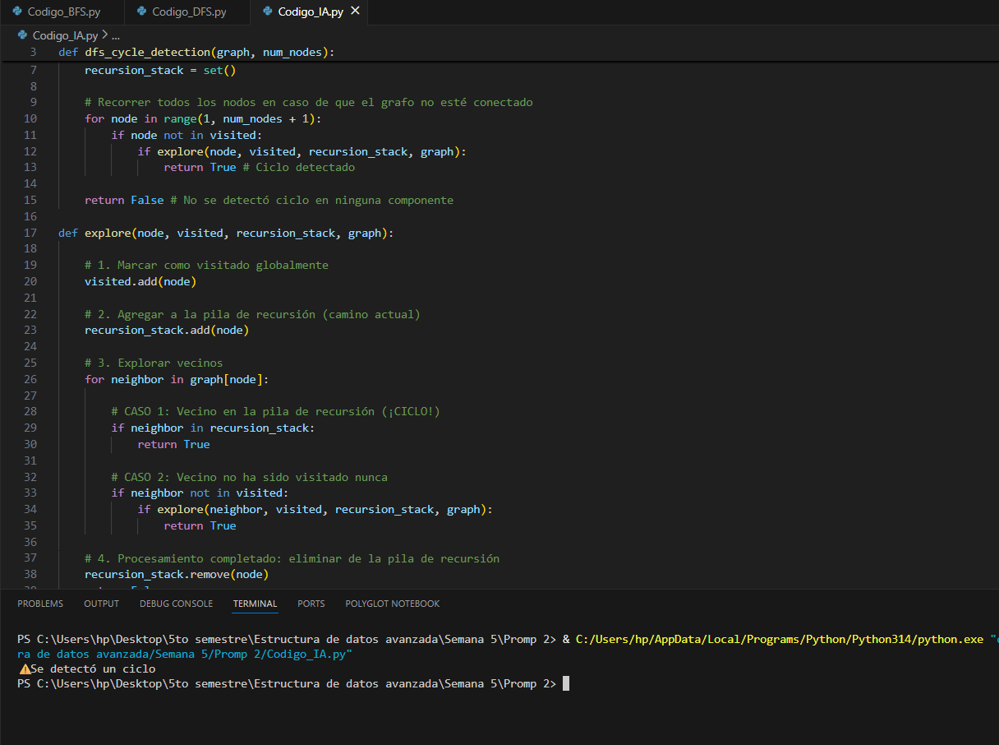 Codigo_BFS.py Codigo_DFS.py Codigo_IA.py
Codigo_IA.py > ...
3 def dfs_cycle_detection(graph, num_nodes):
7 recursion_stack = set()
8
9 # Recorrer todos los nodos en caso de que el grafo no esté conectado
10 for node in range(1, num_nodes + 1):
11 if node not in visited:
12 if explore(node, visited, recursion_stack, graph):
13 return True # Ciclo detectado
14
15 return False # No se detectó ciclo en ninguna componente
16
17 def explore(node, visited, recursion_stack, graph):
18
19 # 1. Marcar como visitado globalmente
20 visited.add(node)
21
22 # 2. Agregar a la pila de recursión (camino actual)
23 recursion_stack.add(node)
24
25 # 3. Explorar vecinos
26 for neighbor in graph[node]:
27
28 # CASO 1: Vecino en la pila de recursión (¡CICLO!)
29 if neighbor in recursion_stack:
30 return True
31
32 # CASO 2: Vecino no ha sido visitado nunca
33 if neighbor not in visited:
34 if explore(neighbor, visited, recursion_stack, graph):
35 return True
36
37 # 4. Procesamiento completado: eliminar de la pila de recursión
38 recursion_stack.remove(node)
PROBLEMS OUTPUT DEBUG CONSOLE TERMINAL PORTS POLYGLOT NOTEBOOK
PS C:\Users\hp\Desktop\5to semestre\Estructura de datos avanzada\Semana 5\Promp 2> & C:/Users/hp/AppData/Local/Programs/Python/Python314/python.exe "
ra de datos avanzada/Semana 5/Promp 2/Codigo_IA.py"
⚠Se detectó un ciclo
PS C:\Users\hp\Desktop\5to semestre\Estructura de datos avanzada\Semana 5\Promp 2>